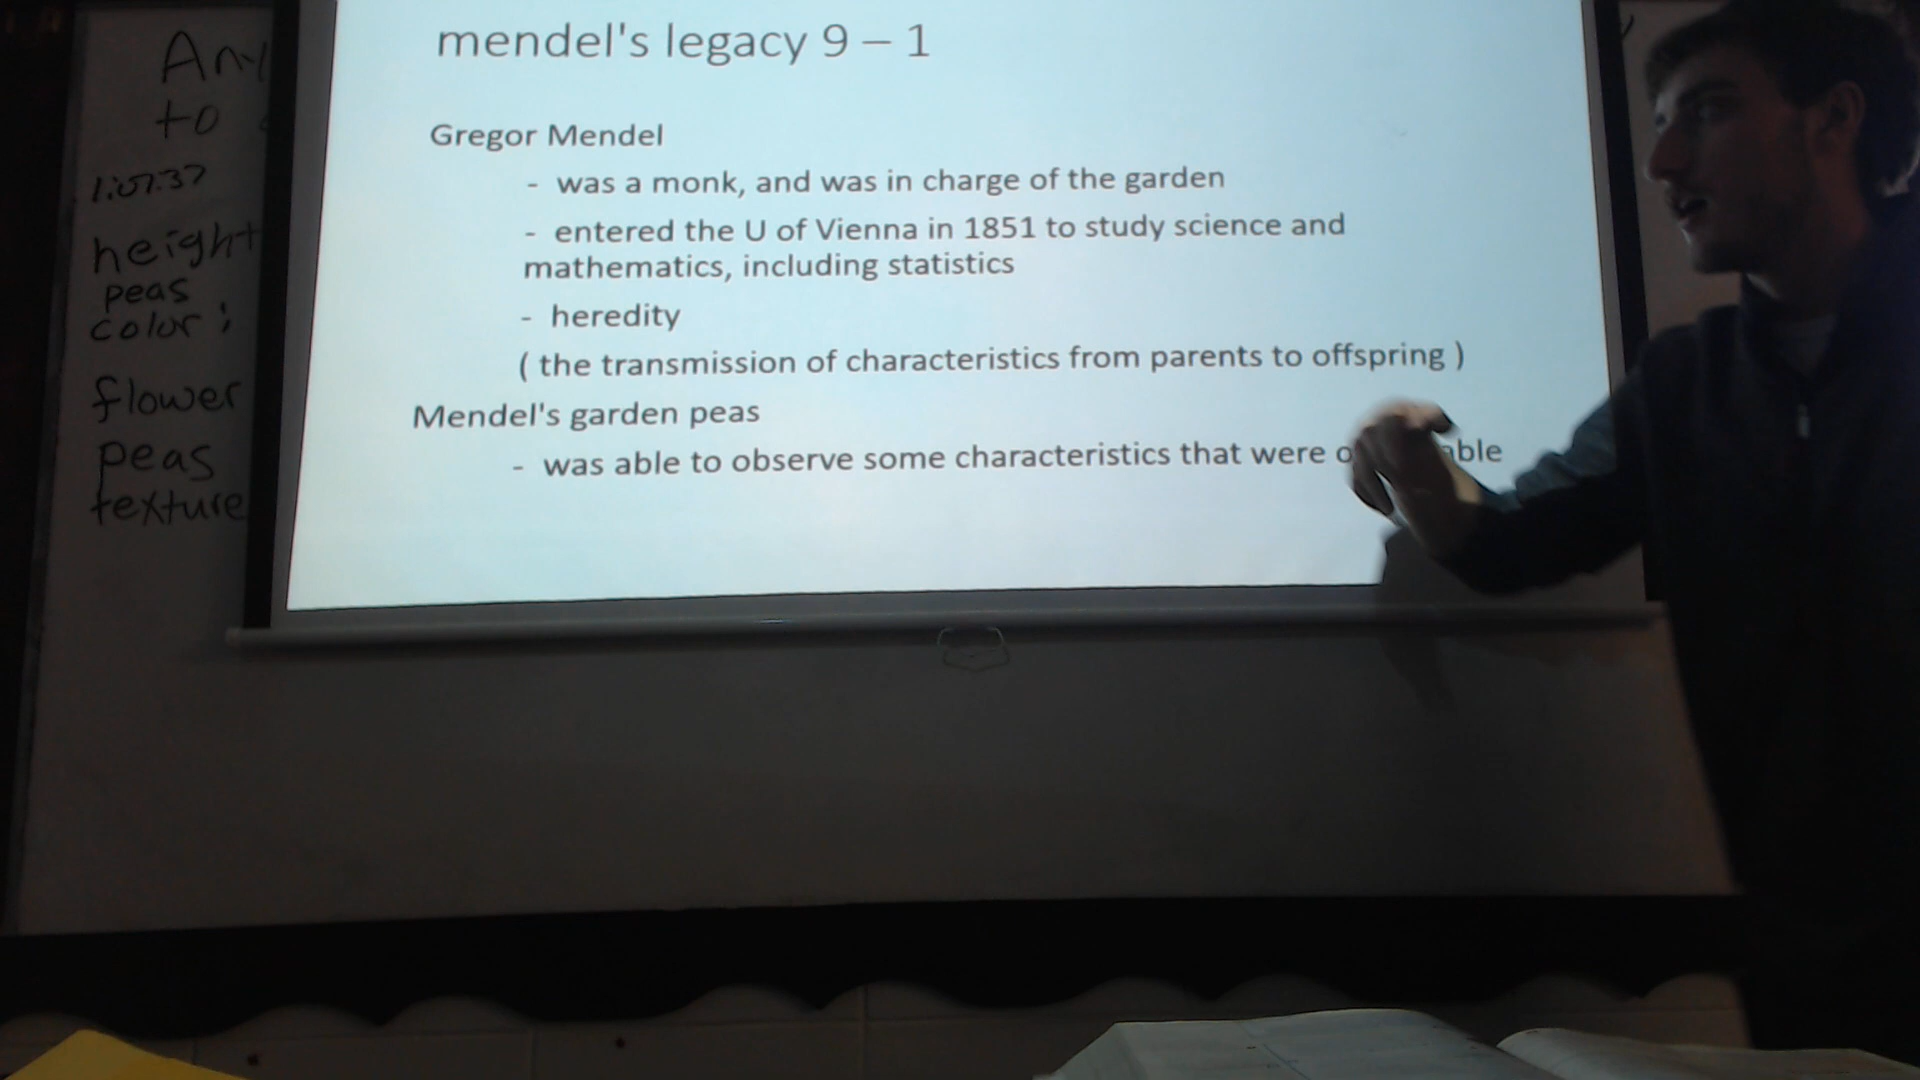 mendel's legacy 9 – 1
Gregor Mendel
- was a monk, and was in charge of the garden
- entered the U of Vienna in 1851 to study science and
mathematics, including statistics
- heredity
( the transmission of characteristics from parents to offspring )
Mendel's garden peas
- was able to observe some characteristics that were
to
1:07:37
height
peas
color ;
flower
peas
texture